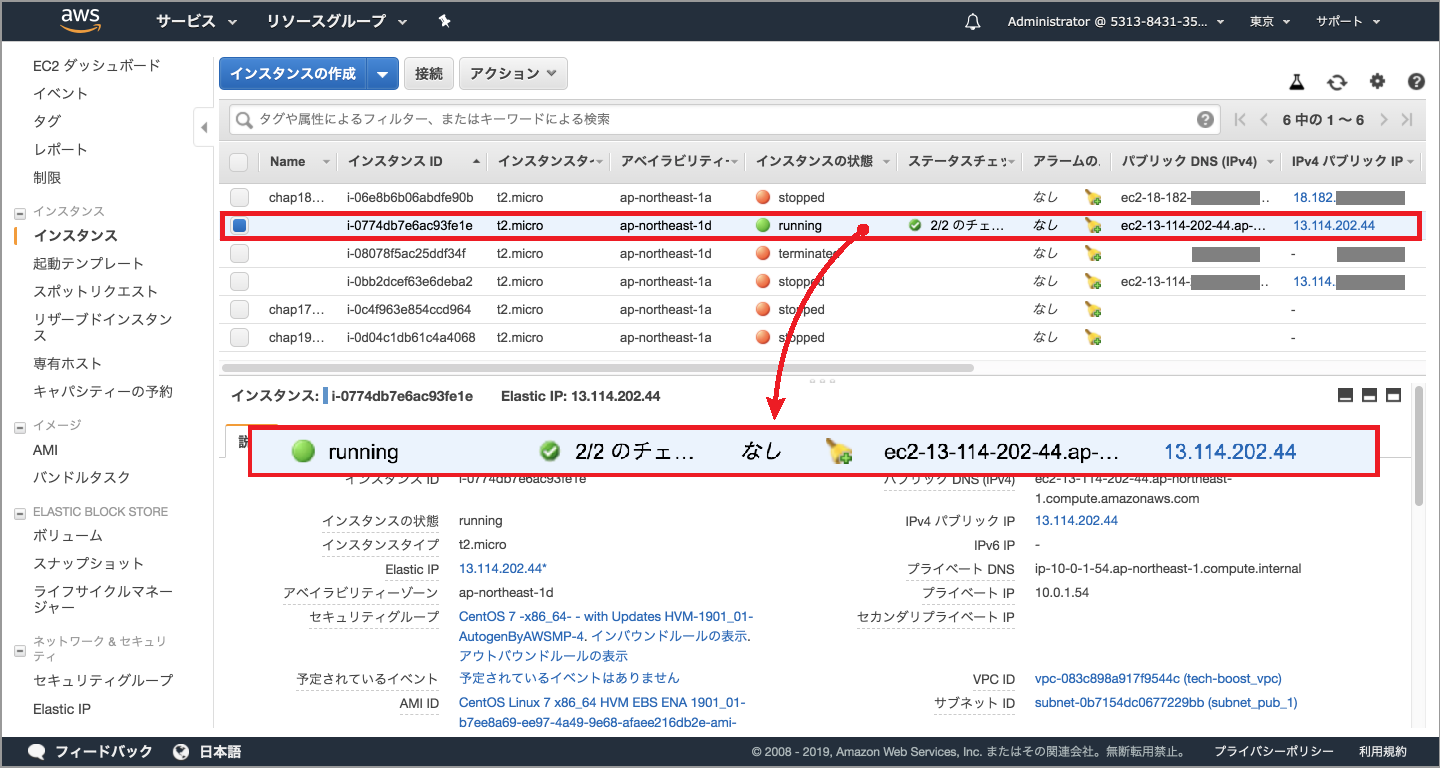 aws サービス リソースグループ Administrator @ 5313-8431-35... 東京 サポート
EC2 ダッシュボード
イベント
タグ
レポート
制限
インスタンス
インスタンス
起動テンプレート
スポットリクエスト
リザーブドインスタン
ス
専有ホスト
キャパシティーの予約
イメージ
AMI
バンドルタスク
ELASTIC BLOCK STORE
ボリューム
スナップショット
ライフサイクルマネー
ジャー
ネットワーク & セキュリ
ティ
セキュリティグループ
Elastic IP
インスタンスの作成 接続 アクション
タグや属性によるフィルター、またはキーワードによる検索 6 中の 1 〜 6
Name インスタンス ID インスタンスタ アベイラビリティ インスタンスの状態 ステータスチェッ アラームの. パブリック DNS (IPv4) IPv4 パブリック IP
chap18... i-06e8b6b06abdfe90b t2.micro ap-northeast-1a stopped なし ec2-18-182- .. 18.182.
i-0774db7e6ac93fe1e t2.micro ap-northeast-1d running 2/2 のチェ... なし ec2-13-114-202-44.ap-... 13.114.202.44
i-08078f5ac25ddf34f t2.micro ap-northeast-1d terminated なし -
i-0bb2dcef63e6deba2 t2.micro ap-northeast-1a stopped なし ec2-13-114- .. 13.114.
chap17... i-0c4f963e854ccd964 t2.micro ap-northeast-1a stopped なし -
chap19... i-0d04c1db61c4a4068 t2.micro ap-northeast-1a stopped なし -
インスタンス: i-0774db7e6ac93fe1e Elastic IP: 13.114.202.44
説
running 2/2 のチェ... なし ec2-13-114-202-44.ap-... 13.114.202.44
インスタンス ID i-0774db7e6ac93fe1e パブリック DNS (IPv4) ec2-13-114-202-44.ap-northeast-
1.compute.amazonaws.com
インスタンスの状態 running IPv4 パブリック IP 13.114.202.44
インスタンスタイプ t2.micro IPv6 IP -
Elastic IP 13.114.202.44* プライベート DNS ip-10-0-1-54.ap-northeast-1.compute.internal
アベイラビリティーゾーン ap-northeast-1d プライベート IP 10.0.1.54
セキュリティグループ CentOS 7 -x86_64- - with Updates HVM-1901_01- セカンダリプライベート IP
AutogenByAWSMP-4. インバウンドルールの表示.
アウトバウンドルールの表示
予定されているイベント 予定されているイベントはありません VPC ID vpc-083c898a917f9544c (tech-boost_vpc)
AMI ID CentOS Linux 7 x86_64 HVM EBS ENA 1901_01- サブネット ID subnet-0b7154dc0677229bb (subnet_pub_1)
b7ee8a69-ee97-4a49-9e68-afaee216db2e-ami-
フィードバック 日本語 © 2008 - 2019, Amazon Web Services, Inc. またはその関連会社。無断転用禁止。 プライバシーポリシー 利用規約